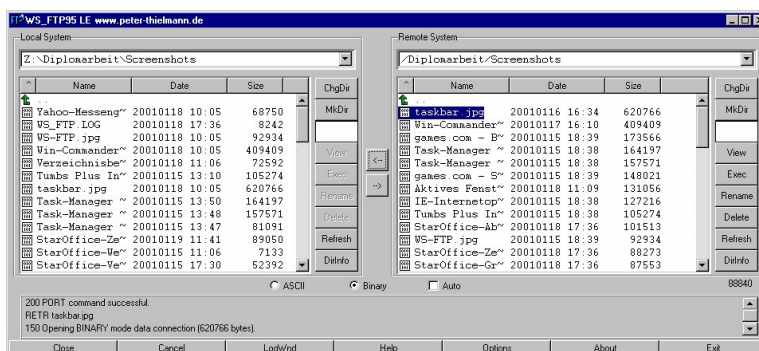 WS_FTP95 LE www.peter-thielmann.de
Local System
Z:\Diplomarbeit\Screenshots
^ Name Date Size
..
Yahoo-Messeng~ 20010118 10:05 68750
WS_FTP.LOG 20010118 17:36 8242
WS-FTP.jpg 20010118 10:05 92934
Win-Commander~ 20010118 10:05 409409
Verzeichnisbe~ 20010118 11:06 72592
Tumbs Plus In~ 20010115 13:10 105274
taskbar.jpg 20010118 10:05 620766
Task-Manager ~ 20010115 13:50 164197
Task-Manager ~ 20010115 13:48 157571
Task-Manager ~ 20010115 13:47 81091
StarOffice-Ze~ 20010119 11:41 89050
StarOffice-We~ 20010115 11:06 7133
StarOffice-Ve~ 20010115 17:30 52392
ChgDir
MkDir
View
Exec
Rename
Delete
Refresh
DirInfo
<--
-->
Remote System
/Diplomarbeit/Screenshots
^ Name Date Size
..
taskbar.jpg 20010116 16:34 620766
Win-Commander~ 20010117 16:10 409409
games.com - B~ 20010115 18:39 173566
Task-Manager ~ 20010115 18:38 164197
Task-Manager ~ 20010115 18:38 157571
games.com - S~ 20010115 18:39 148021
Aktives Fenst~ 20010118 11:09 131056
IE-Internetop~ 20010115 18:38 127216
Tumbs Plus In~ 20010115 18:38 105274
StarOffice-Ab~ 20010118 17:36 101513
WS-FTP.jpg 20010115 18:39 92934
StarOffice-Ze~ 20010118 17:36 88273
StarOffice-Gr~ 20010118 17:36 87553
ChgDir
MkDir
View
Exec
Rename
Delete
Refresh
DirInfo
ASCII Binary Auto 88840
200 PORT command successful.
RETR taskbar.jpg
150 Opening BINARY mode data connection (620766 bytes).
Close Cancel LogWnd Help Options About Exit